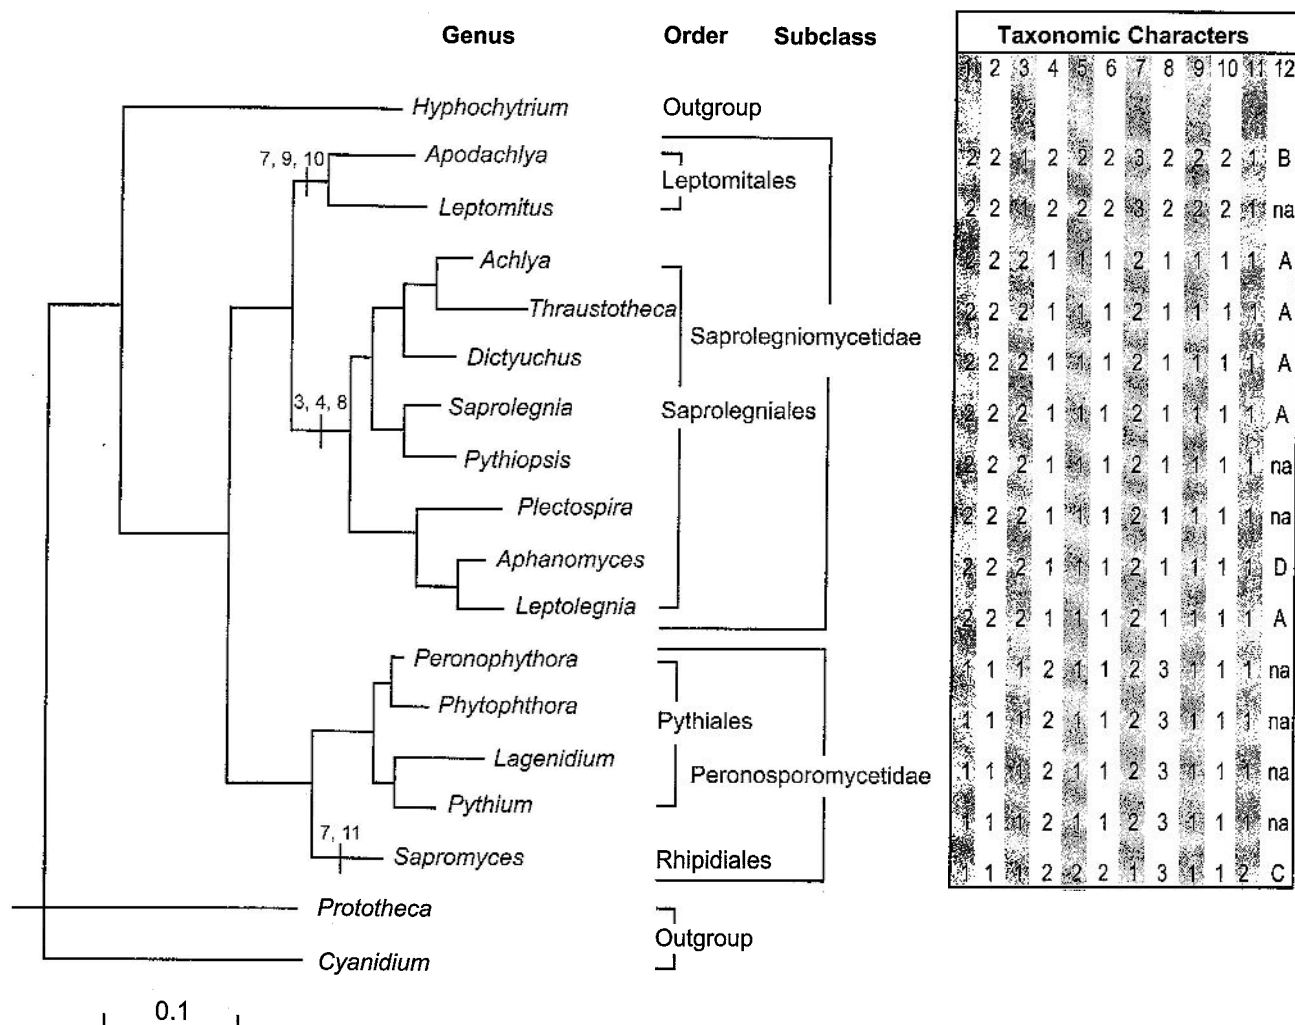 Genus Order Subclass Taxonomic Characters
1 2 3 4 5 6 7 8 9 10 11 12
Hyphochytrium Outgroup
7, 9, 10 Apodachlya 2 2 1 2 2 2 3 2 2 2 1 B
Leptomitales
Leptomitus 2 2 1 2 2 2 3 2 2 2 1 na
Achlya 2 2 2 1 1 1 2 1 1 1 1 A
Thraustotheca 2 2 2 1 1 1 2 1 1 1 1 A
Saprolegniomycetidae
Dictyuchus 2 2 2 1 1 1 2 1 1 1 1 A
3, 4, 8 Saprolegnia Saprolegniales 2 2 2 1 1 1 2 1 1 1 1 A
Pythiopsis 2 2 2 1 1 1 2 1 1 1 1 na
Plectospira 2 2 2 1 1 1 2 1 1 1 1 na
Aphanomyces 2 2 2 1 1 1 2 1 1 1 1 D
Leptolegnia 2 2 2 1 1 1 2 1 1 1 1 A
Peronophythora 1 1 1 2 1 1 2 3 1 1 1 na
Phytophthora Pythiales 1 1 1 2 1 1 2 3 1 1 1 na
Lagenidium Peronosporomycetidae 1 1 1 2 1 1 2 3 1 1 1 na
Pythium 1 1 1 2 1 1 2 3 1 1 1 na
7, 11 Sapromyces Rhipidiales 1 1 1 2 2 2 1 3 1 1 2 C
Prototheca
Outgroup
Cyanidium
0.1